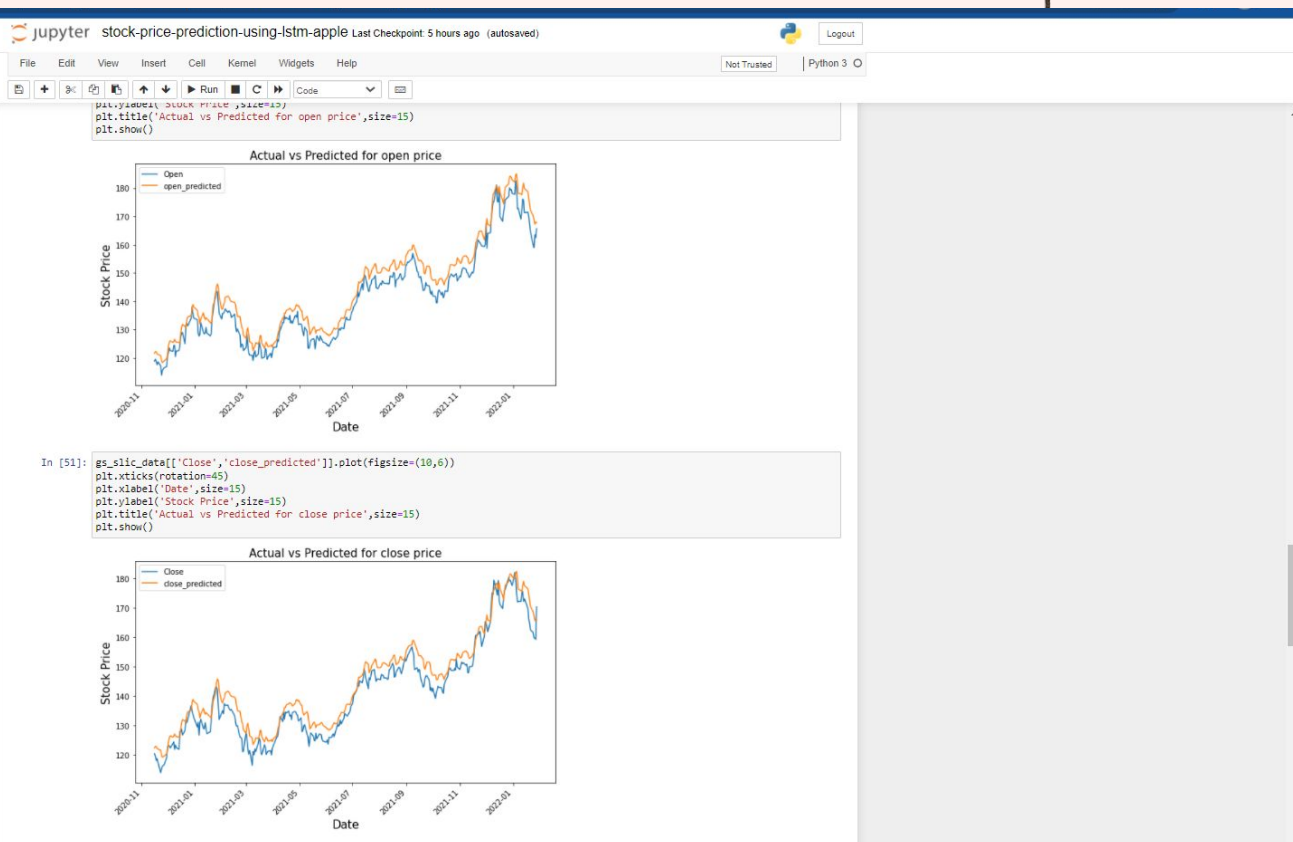 jupyter stock-price-prediction-using-lstm-apple Last Checkpoint: 5 hours ago (autosaved)
Logout
File Edit View Insert Cell Kernel Widgets Help
Not Trusted
Python 3
Run
Code
plt.ylabel('Stock Price',size=15)
plt.title('Actual vs Predicted for open price',size=15)
plt.show()
Actual vs Predicted for open price
Open
open_predicted
180
170
160
150
140
130
120
Stock Price
2020-11
2021-01
2021-03
2021-05
2021-07
2021-09
2021-11
2022-01
Date
In [51]:
gs_slic_data[['Close','close_predicted']].plot(figsize=(10,6))
plt.xticks(rotation=45)
plt.xlabel('Date',size=15)
plt.ylabel('Stock Price',size=15)
plt.title('Actual vs Predicted for close price',size=15)
plt.show()
Actual vs Predicted for close price
Close
close_predicted
180
170
160
150
140
130
120
Stock Price
2020-11
2021-01
2021-03
2021-05
2021-07
2021-09
2021-11
2022-01
Date